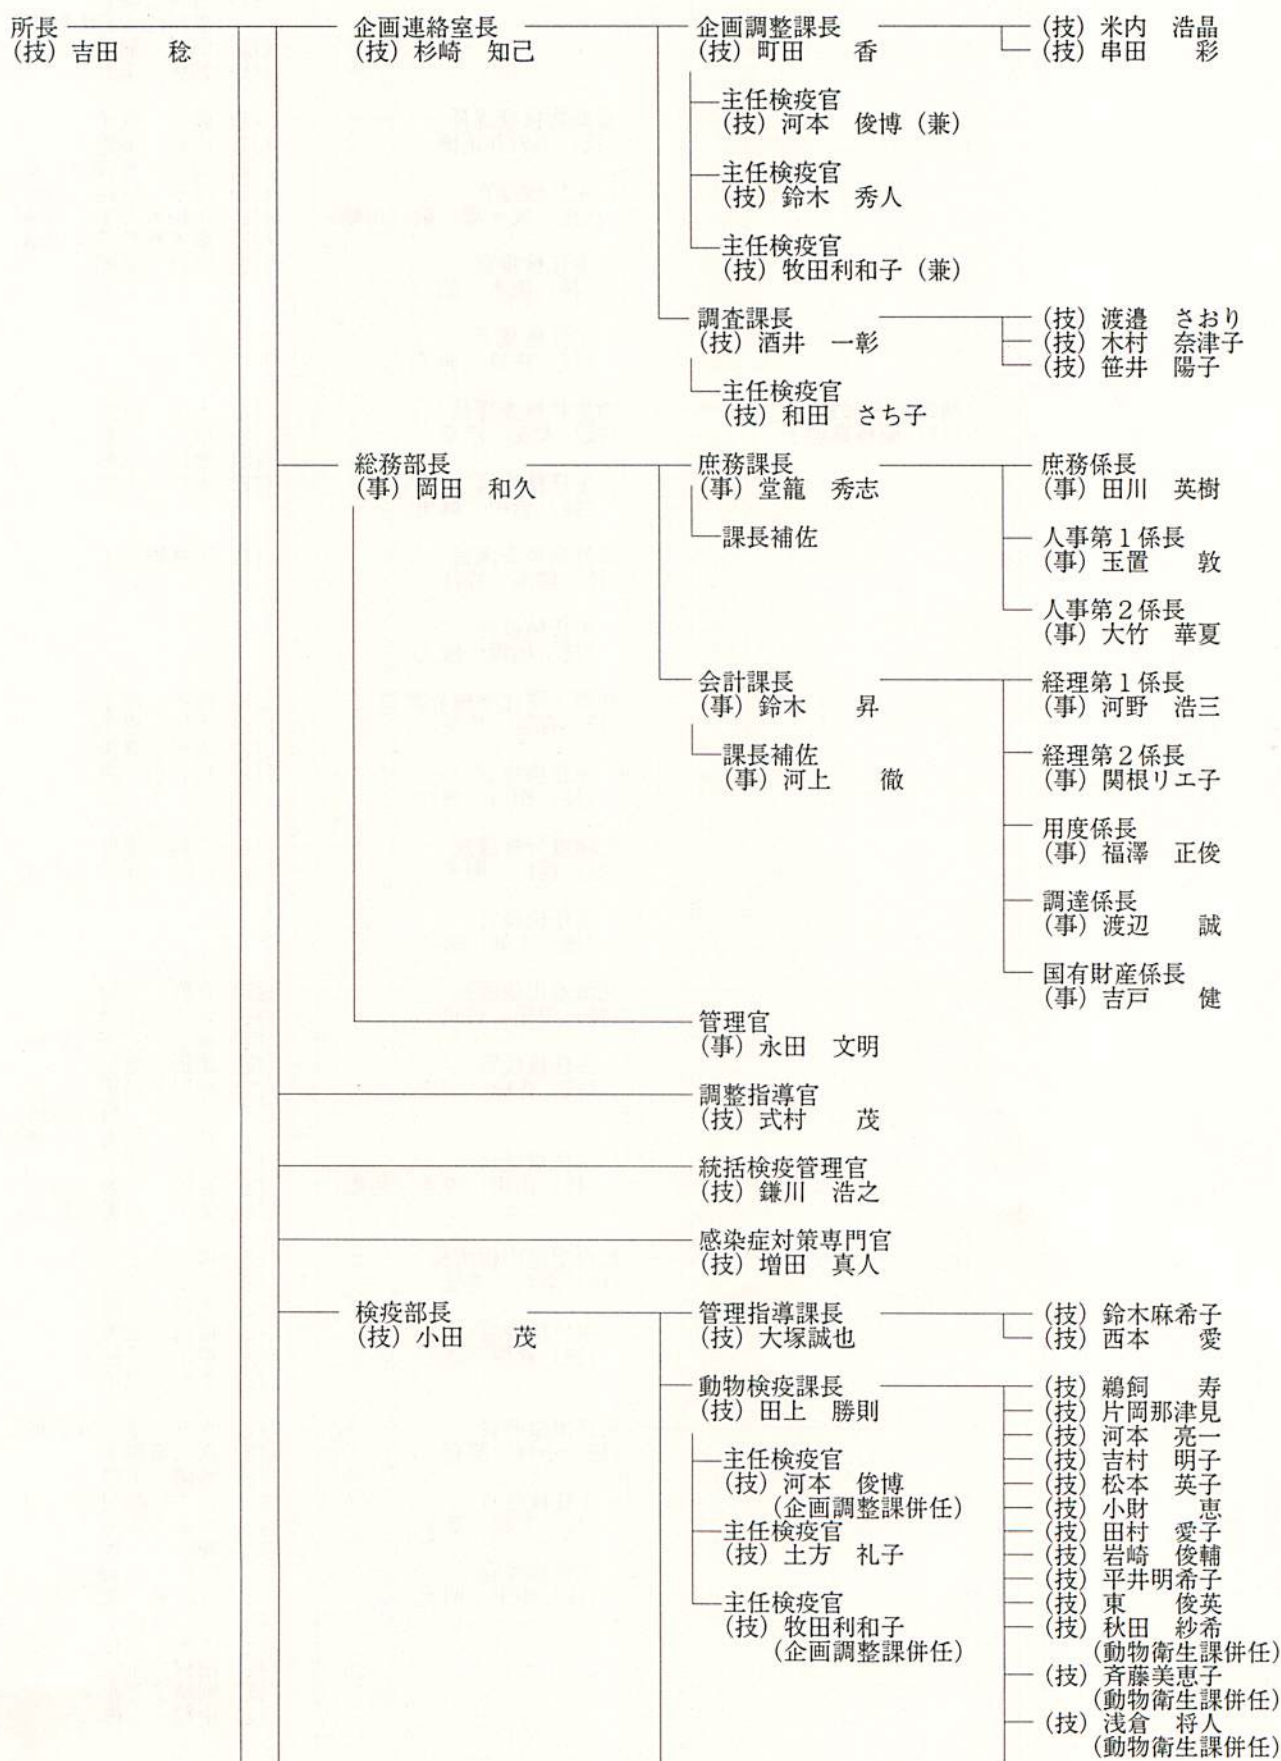 所長
(技) 吉田　稔
企画連絡室長
(技) 杉崎　知己
企画調整課長
(技) 町田　香
(技) 米内　浩晶
(技) 串田　彩
主任検疫官
(技) 河本　俊博（兼）
主任検疫官
(技) 鈴木　秀人
主任検疫官
(技) 牧田利和子（兼）
調査課長
(技) 酒井　一彰
(技) 渡邉　さおり
(技) 木村　奈津子
(技) 笹井　陽子
主任検疫官
(技) 和田　さち子
総務部長
(事) 岡田　和久
庶務課長
(事) 堂籠　秀志
課長補佐
庶務係長
(事) 田川　英樹
人事第１係長
(事) 玉置　敦
人事第２係長
(事) 大竹　華夏
会計課長
(事) 鈴木　昇
課長補佐
(事) 河上　徹
経理第１係長
(事) 河野　浩三
経理第２係長
(事) 関根リエ子
用度係長
(事) 福澤　正俊
調達係長
(事) 渡辺　誠
国有財産係長
(事) 吉戸　健
管理官
(事) 永田　文明
調整指導官
(技) 式村　茂
統括検疫管理官
(技) 鎌川　浩之
感染症対策専門官
(技) 増田　真人
検疫部長
(技) 小田　茂
管理指導課長
(技) 大塚誠也
(技) 鈴木麻希子
(技) 西本　愛
動物検疫課長
(技) 田上　勝則
主任検疫官
(技) 河本　俊博
(企画調整課併任)
主任検疫官
(技) 土方　礼子
主任検疫官
(技) 牧田利和子
(企画調整課併任)
(技) 鵜飼　寿
(技) 片岡那津見
(技) 河本　亮一
(技) 吉村　明子
(技) 松本　英子
(技) 小財　恵
(技) 田村　愛子
(技) 岩崎　俊輔
(技) 平井明希子
(技) 東　俊英
(技) 秋田　紗希
(動物衛生課併任)
(技) 斉藤美恵子
(動物衛生課併任)
(技) 浅倉　将人
(動物衛生課併任)